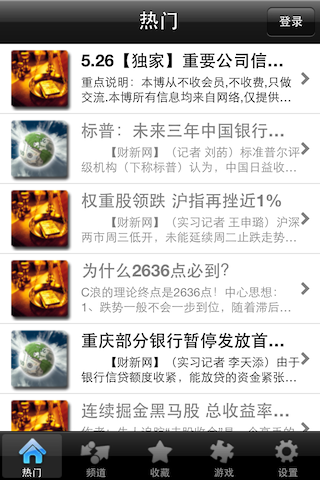 热门
登录
5.26【独家】重要公司信...
重点说明：本博从不收会员,不收费,只做
交流.本博所有信息均来自网络,仅提供...
标普：未来三年中国银行...
【财新网】（记者 刘菂）标准普尔评
级机构（下称标普）认为，中国日益收...
权重股领跌 沪指再挫近1%
【财新网】（实习记者 王申璐）沪深
两市周三低开，未能延续周二止跌走势...
为什么2636点必到?
C浪的理论终点是2636点！中心思想：
1、跌势一般不会一步到位，随着滞后...
重庆部分银行暂停发放首...
【财新网】（实习记者 李天添）由于
银行信贷额度收紧，能放贷的资金紧张...
连续掘金黑马股 总收益率...
热门
频道
收藏
游戏
设置